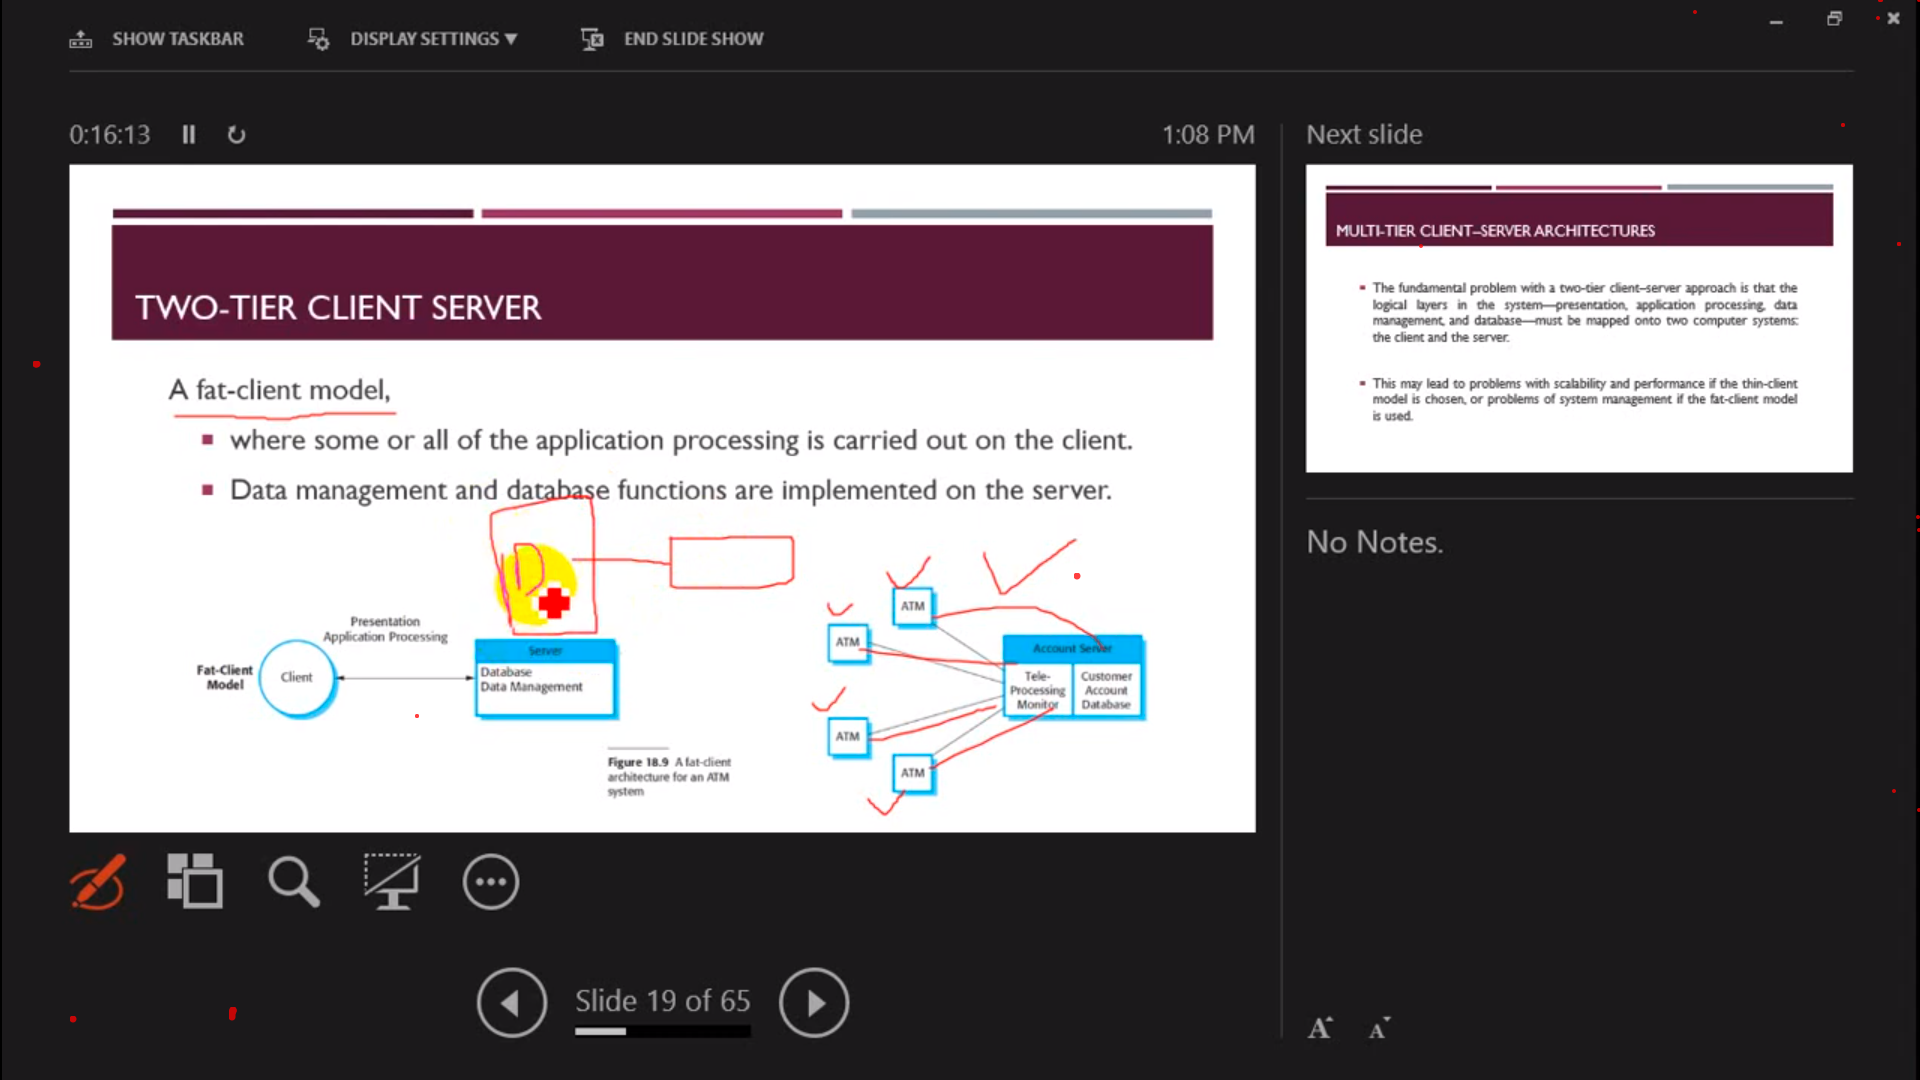 SHOW TASKBAR
DISPLAY SETTINGS ▼
END SLIDE SHOW
0:16:13
1:08 PM
TWO-TIER CLIENT SERVER
A fat-client model,
▪ where some or all of the application processing is carried out on the client.
▪ Data management and database functions are implemented on the server.
D
Fat-Client
Model
Client
Presentation
Application Processing
Server
Database
Data Management
Figure 18.9 A fat-client
architecture for an ATM
system
ATM
ATM
ATM
ATM
Account Server
Tele-
Processing
Monitor
Customer
Account
Database
Slide 19 of 65
Next slide
MULTI-TIER CLIENT–SERVER ARCHITECTURES
▪ The fundamental problem with a two-tier client–server approach is that the
logical layers in the system—presentation, application processing, data
management, and database—must be mapped onto two computer systems:
the client and the server.
▪ This may lead to problems with scalability and performance if the thin-client
model is chosen, or problems of system management if the fat-client model
is used.
No Notes.
A
A